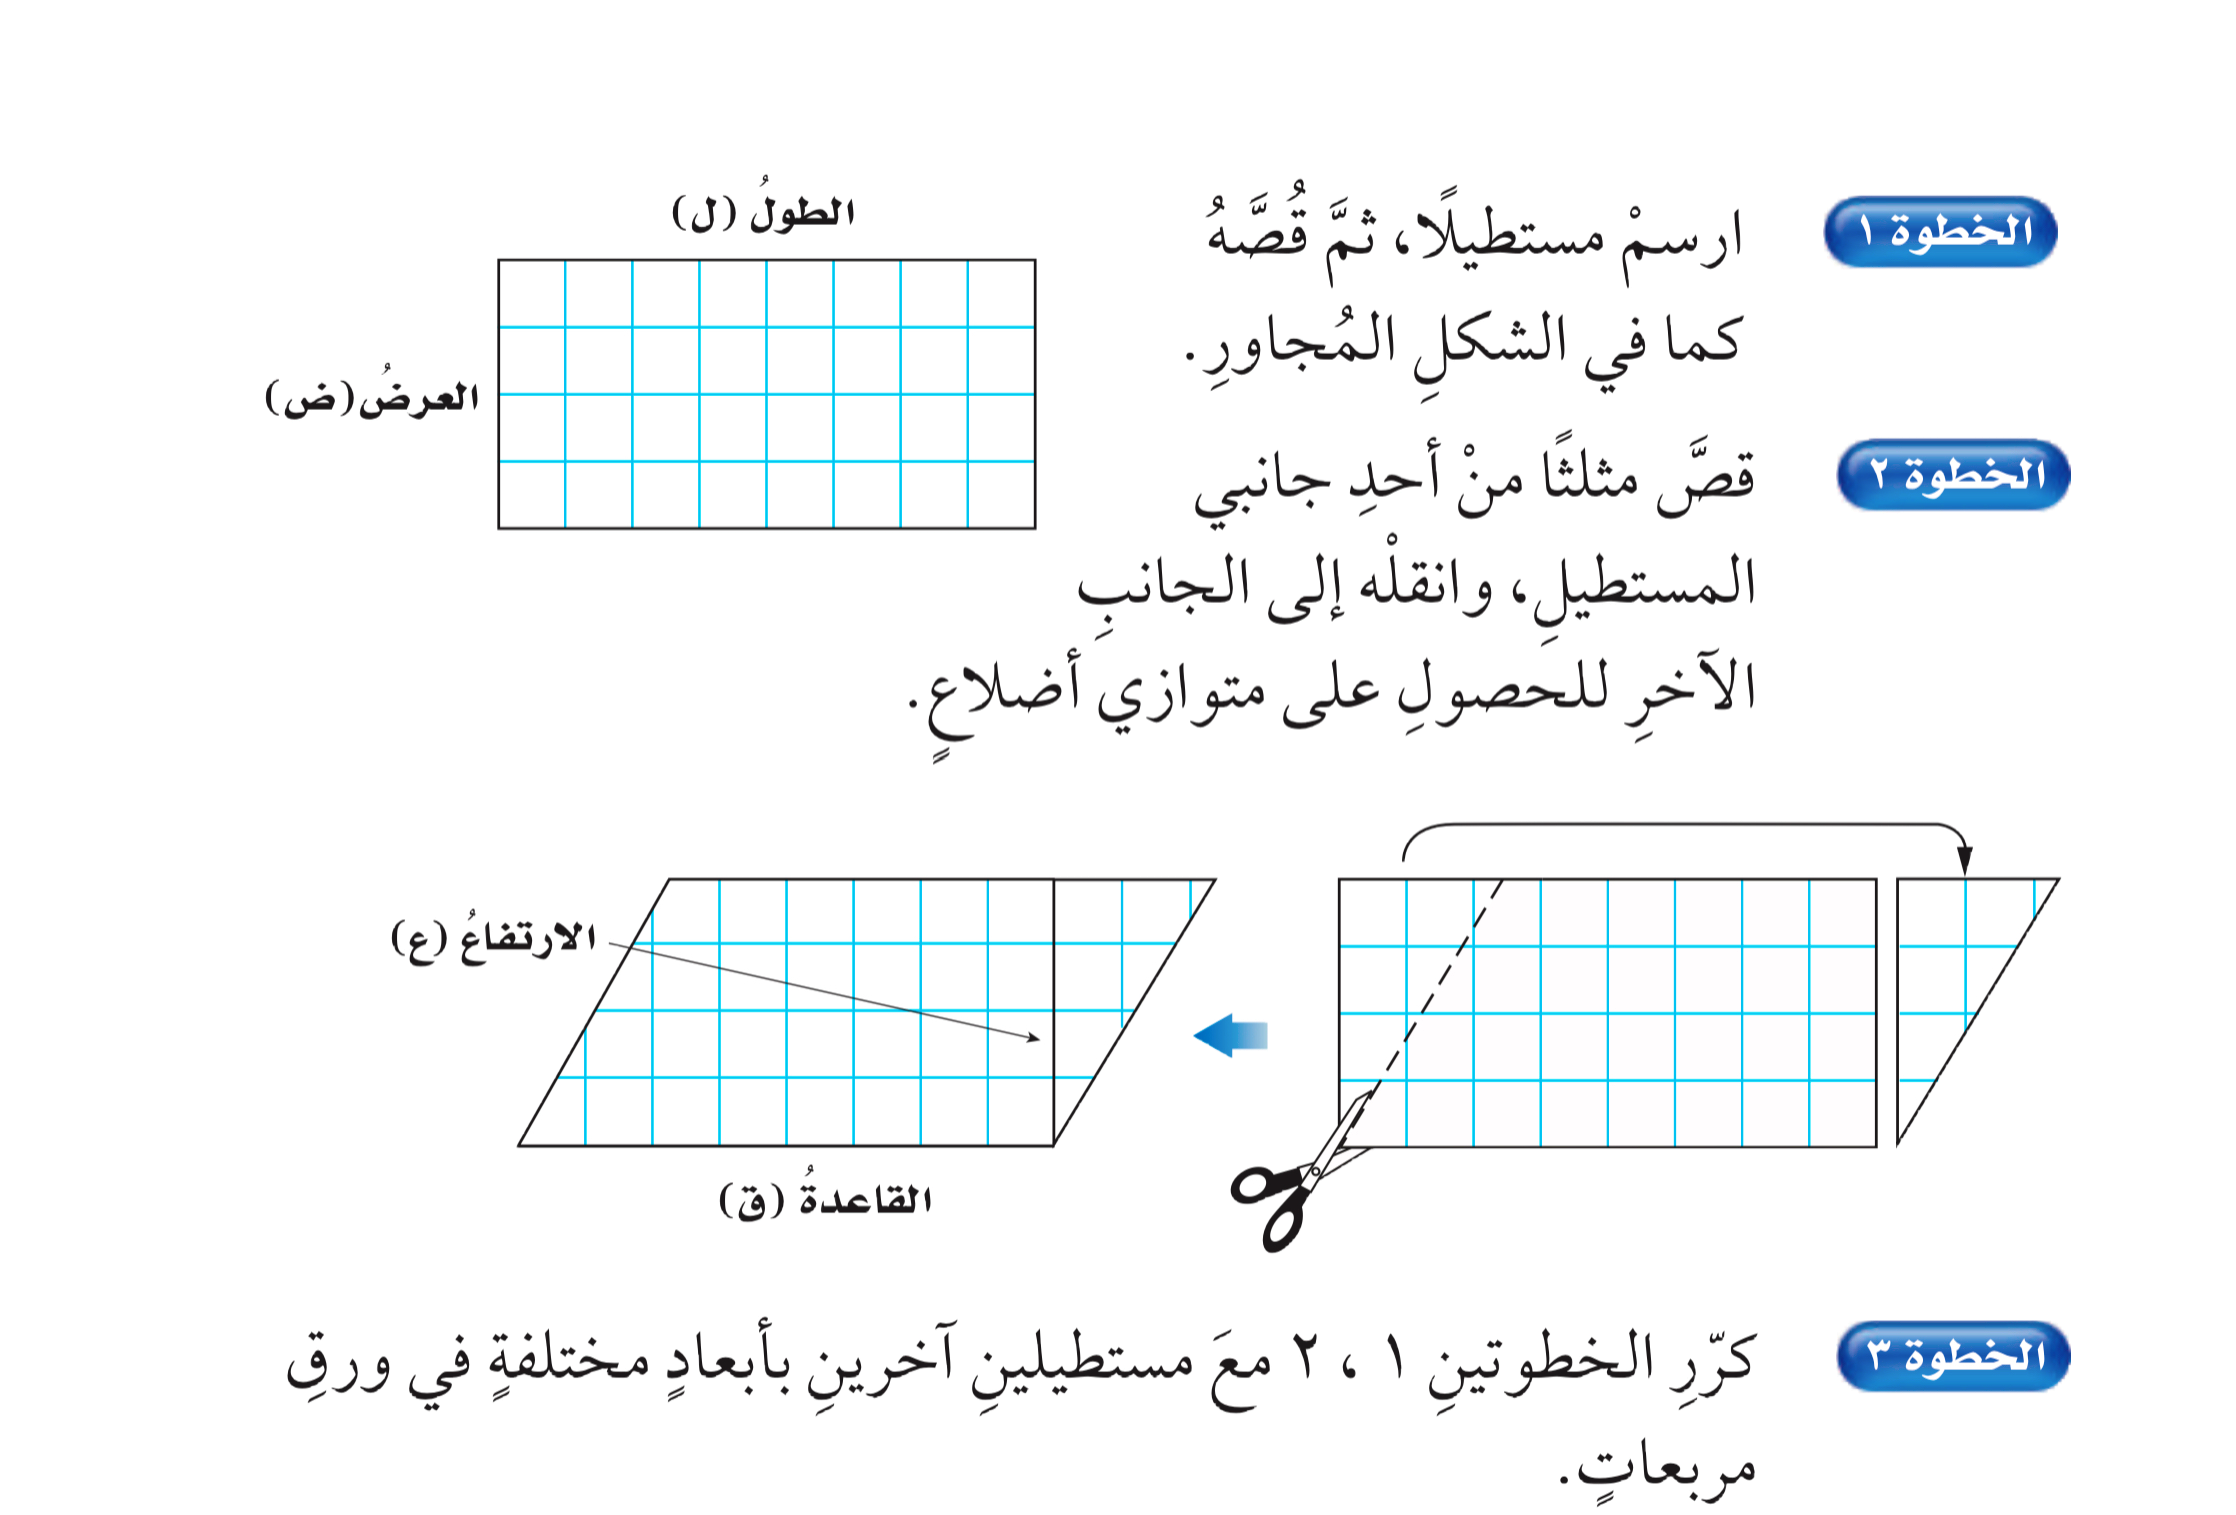 الطولُ (ل)
العرضُ (ض)
الخطوة ١ ارسمْ مستطيلًا، ثمَّ قُصَّهُ
كما في الشكلِ المُجاورِ.
الخطوة ٢ قصَّ مثلثًا منْ أحدِ جانبي
المستطيلِ، وانقلْه إلى الجانبِ
الآخرِ للحصولِ على متوازي أضلاعٍ.
الارتفاعُ (ع)
القاعدةُ (ق)
الخطوة ٣ كرّرِ الخطوتينِ ١ ، ٢ معَ مستطيلينِ آخرينِ بأبعادٍ مختلفةٍ في ورقِ
مربعاتٍ.